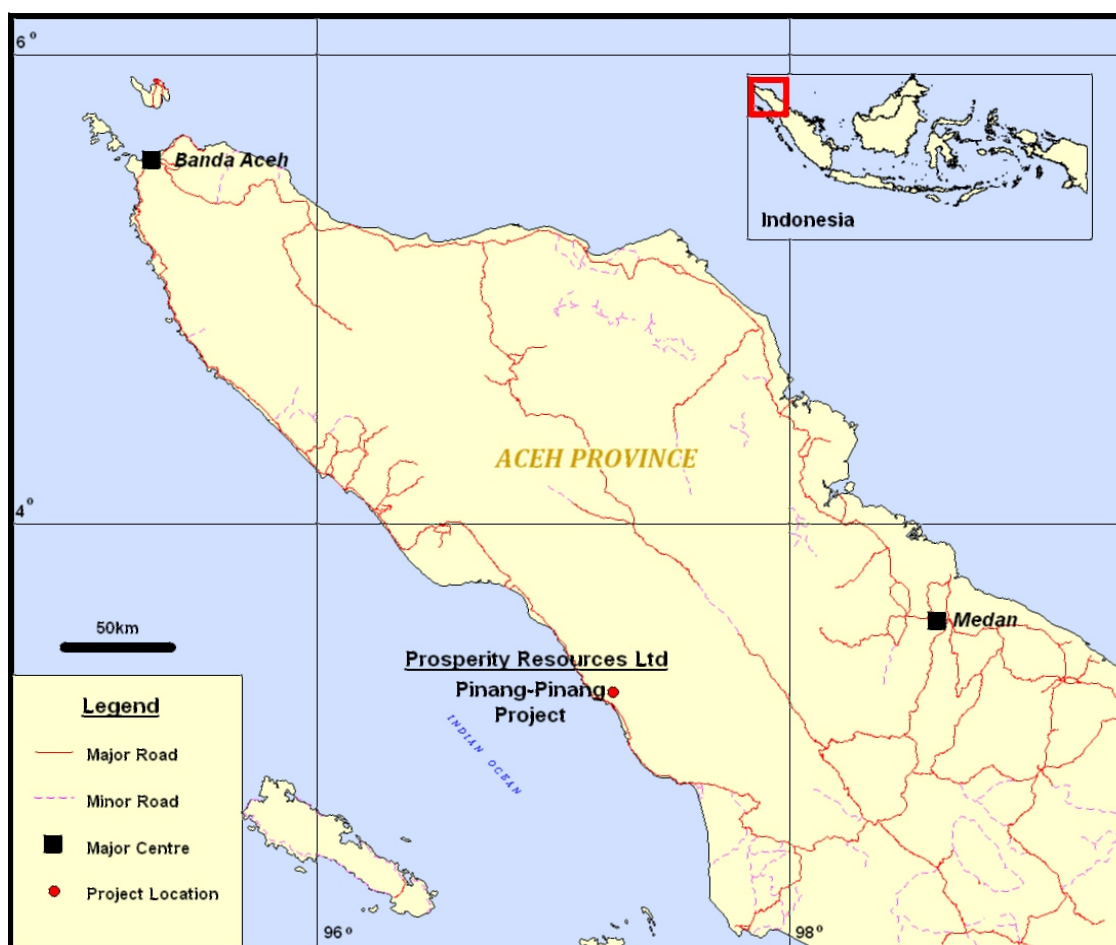 6°
Banda Aceh
Indonesia
ACEH PROVINCE
4°
Medan
50km
Prosperity Resources Ltd
Pinang-Pinang
Project
INDIAN OCEAN
Legend
Major Road
Minor Road
Major Centre
Project Location
96°
98°